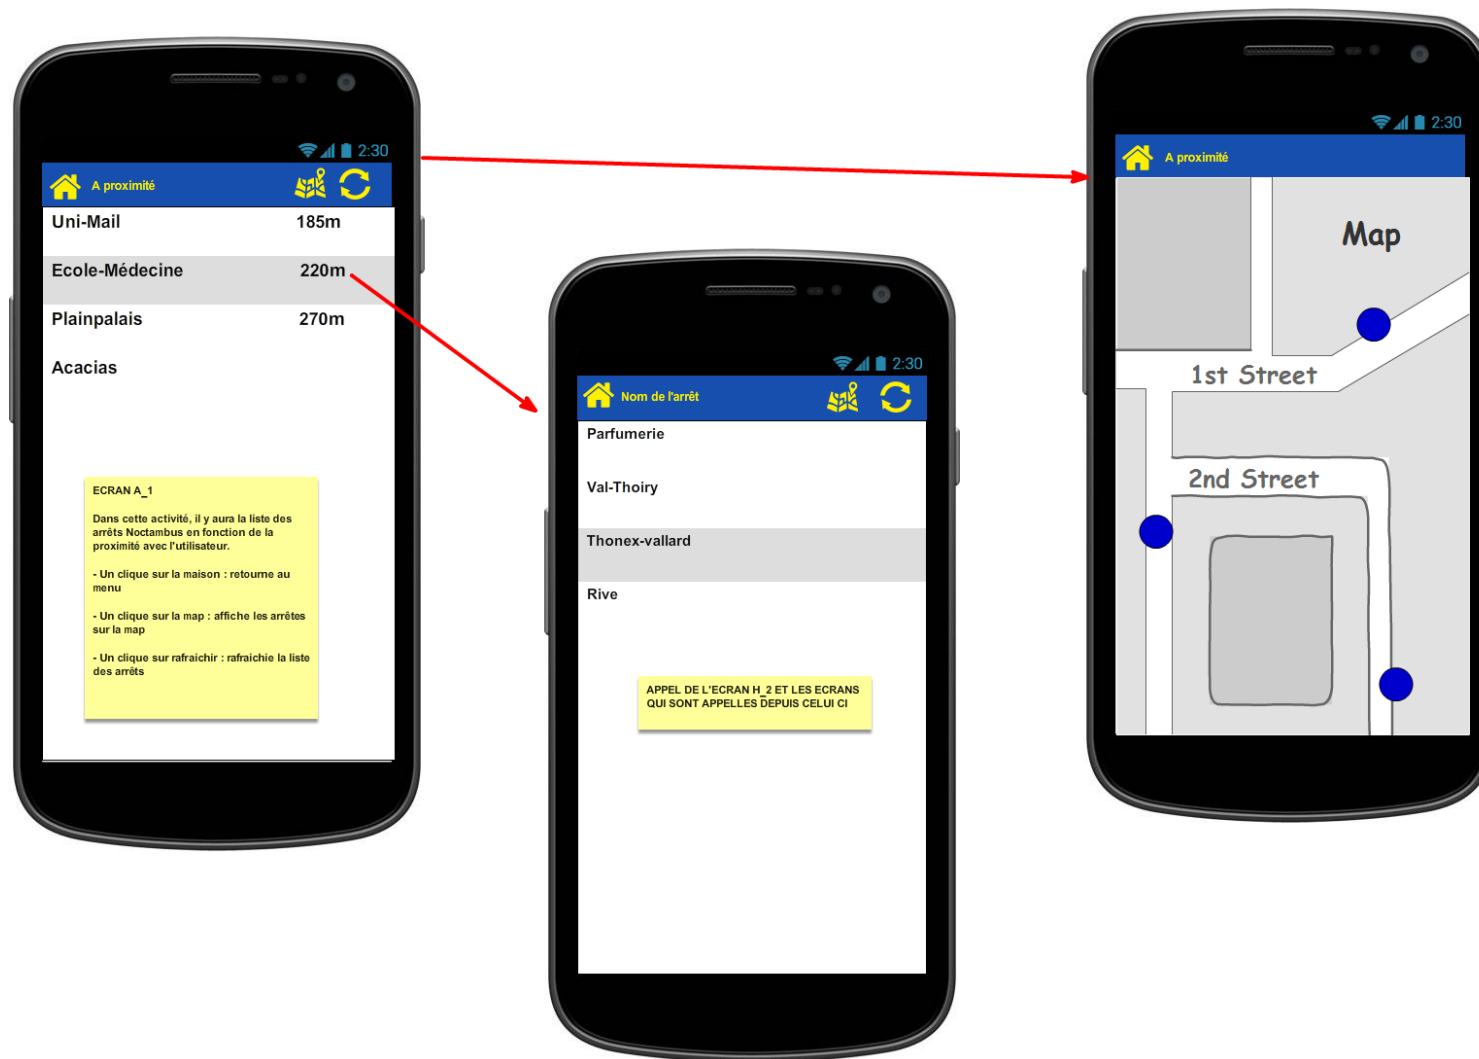 2:30
A proximité
Uni-Mail 185m
Ecole-Médecine 220m
Plainpalais 270m
Acacias
ECRAN A_1
Dans cette activité, il y aura la liste des
arrêts Noctambus en fonction de la
proximité avec l'utilisateur.
- Un clique sur la maison : retourne au
menu
- Un clique sur la map : affiche les arrêtes
sur la map
- Un clique sur rafraichir : rafraichie la liste
des arrêts
2:30
Nom de l'arrêt
Parfumerie
Val-Thoiry
Thonex-vallard
Rive
APPEL DE L'ECRAN H_2 ET LES ECRANS
QUI SONT APPELLES DEPUIS CELUI CI
2:30
A proximité
Map
1st Street
2nd Street